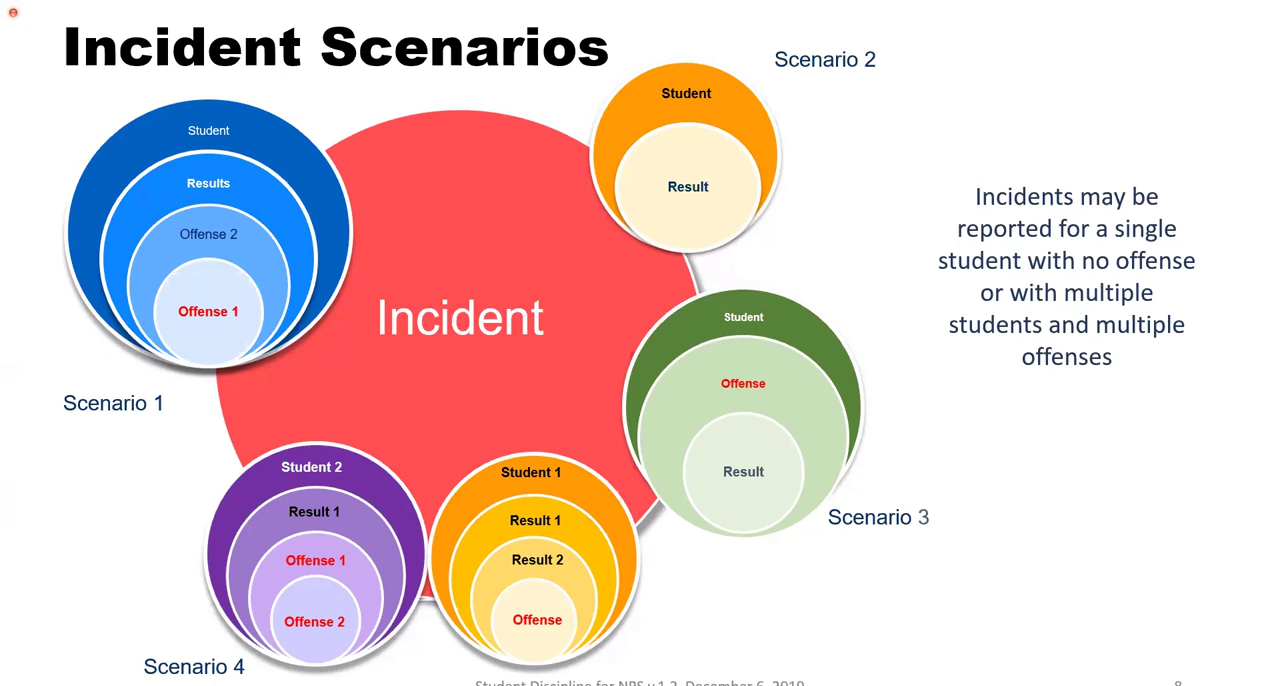 Incident Scenarios
Scenario 2
Student
Result
Student
Results
Offense 2
Offense 1
Scenario 1
Incident
Incidents may be
reported for a single
student with no offense
or with multiple
students and multiple
offenses
Student
Offense
Result
Scenario 3
Student 2
Result 1
Offense 1
Offense 2
Scenario 4
Student 1
Result 1
Result 2
Offense
Student Discipline for NPS v.1.2, December 6, 2019
8